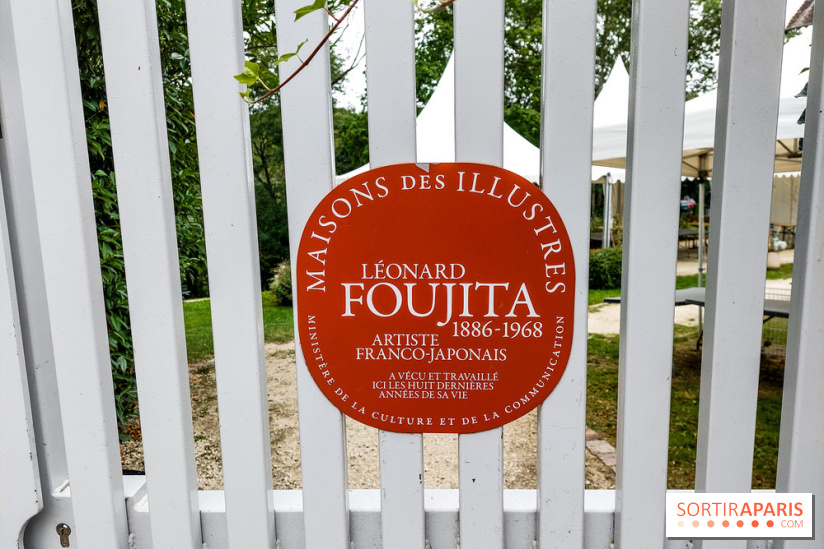 MAISONS DES ILLUSTRES
LÉONARD
FOUJITA
1886-1968
ARTISTE
FRANCO-JAPONAIS
A VÉCU ET TRAVAILLÉ
ICI LES HUIT DERNIÈRES
ANNÉES DE SA VIE
MINISTÈRE DE LA CULTURE ET DE LA COMMUNICATION
SORTIRAPARIS
.COM